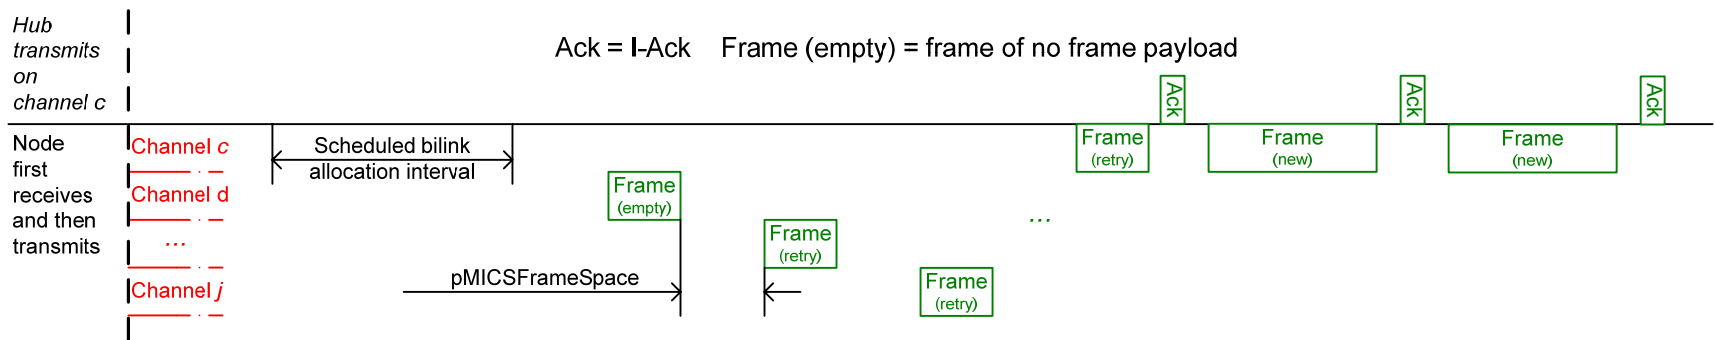 Hub
transmits
on
channel c
Ack = I-Ack Frame (empty) = frame of no frame payload
Ack
Ack
Ack
Node
first
receives
and then
transmits
Channel c
Channel d
...
Channel j
Scheduled bilink
allocation interval
Frame
(empty)
pMICSFrameSpace
Frame
(retry)
Frame
(retry)
...
Frame
(retry)
Frame
(new)
Frame
(new)